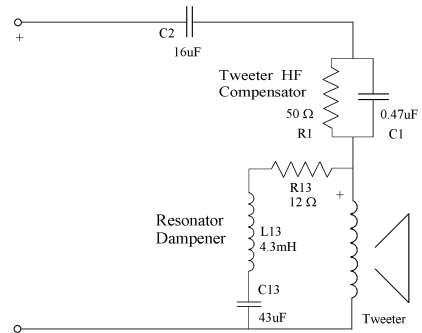 C2
16uF
+
Tweeter HF
Compensator
50 Ω
R1
0.47uF
C1
R13
12 Ω
+
Resonator
Dampener
L13
4.3mH
C13
43uF
Tweeter